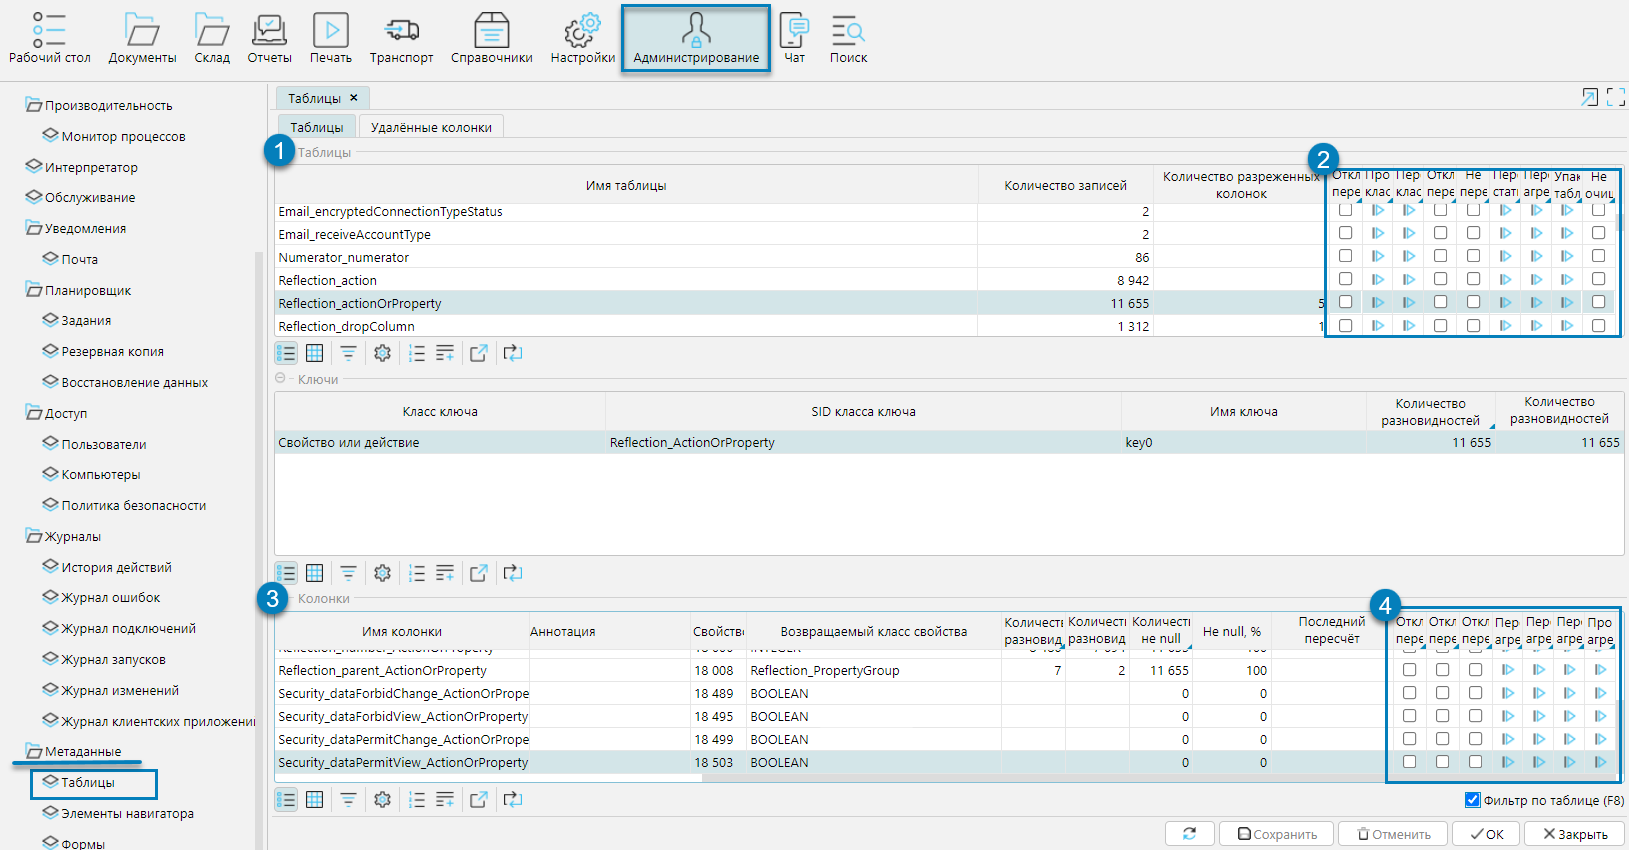 Рабочий стол Документы Склад Отчеты Печать Транспорт Справочники Настройки Администрирование Чат Поиск
Производительность
Монитор процессов
Интерпретатор
Обслуживание
Уведомления
Почта
Планировщик
Задания
Резервная копия
Восстановление данных
Доступ
Пользователи
Компьютеры
Политика безопасности
Журналы
История действий
Журнал ошибок
Журнал подключений
Журнал запусков
Журнал изменений
Журнал клиентских приложени
Метаданные
Таблицы
Элементы навигатора
Формы
Таблицы
Таблицы Удалённые колонки
1 Таблицы
2
Имя таблицы Количество записей Количество разреженных колонок Откл пере Про клас Пер клас Откл пере Не пере Пер стати Пер агре Упак табл Не очищ
Email_encryptedConnectionTypeStatus 2
Email_receiveAccountType 2
Numerator_numerator 86
Reflection_action 8 942
Reflection_actionOrProperty 11 655 5
Reflection_dropColumn 1 312 1
Ключи
Класс ключа SID класса ключа Имя ключа Количество разновидностей Количество разновидностей
Свойство или действие Reflection_ActionOrProperty key0 11 655 11 655
3 Колонки
4
Имя колонки Аннотация Свойств Возвращаемый класс свойства Количест разновид Количест разновид Количест не null Не null, % Последний пересчёт Откл пере Откл пере Откл пере Пер агре Пер агре Пер агре Про агре
Reflection_parent_ActionOrProperty 18 008 Reflection_PropertyGroup 7 2 11 655 100
Security_dataForbidChange_ActionOrPrope 18 489 BOOLEAN 0 0
Security_dataForbidView_ActionOrProperty 18 495 BOOLEAN 0 0
Security_dataPermitChange_ActionOrPrope 18 499 BOOLEAN 0 0
Security_dataPermitView_ActionOrProperty 18 503 BOOLEAN 0 0
Фильтр по таблице (F8)
Сохранить Отменить OK Закрыть